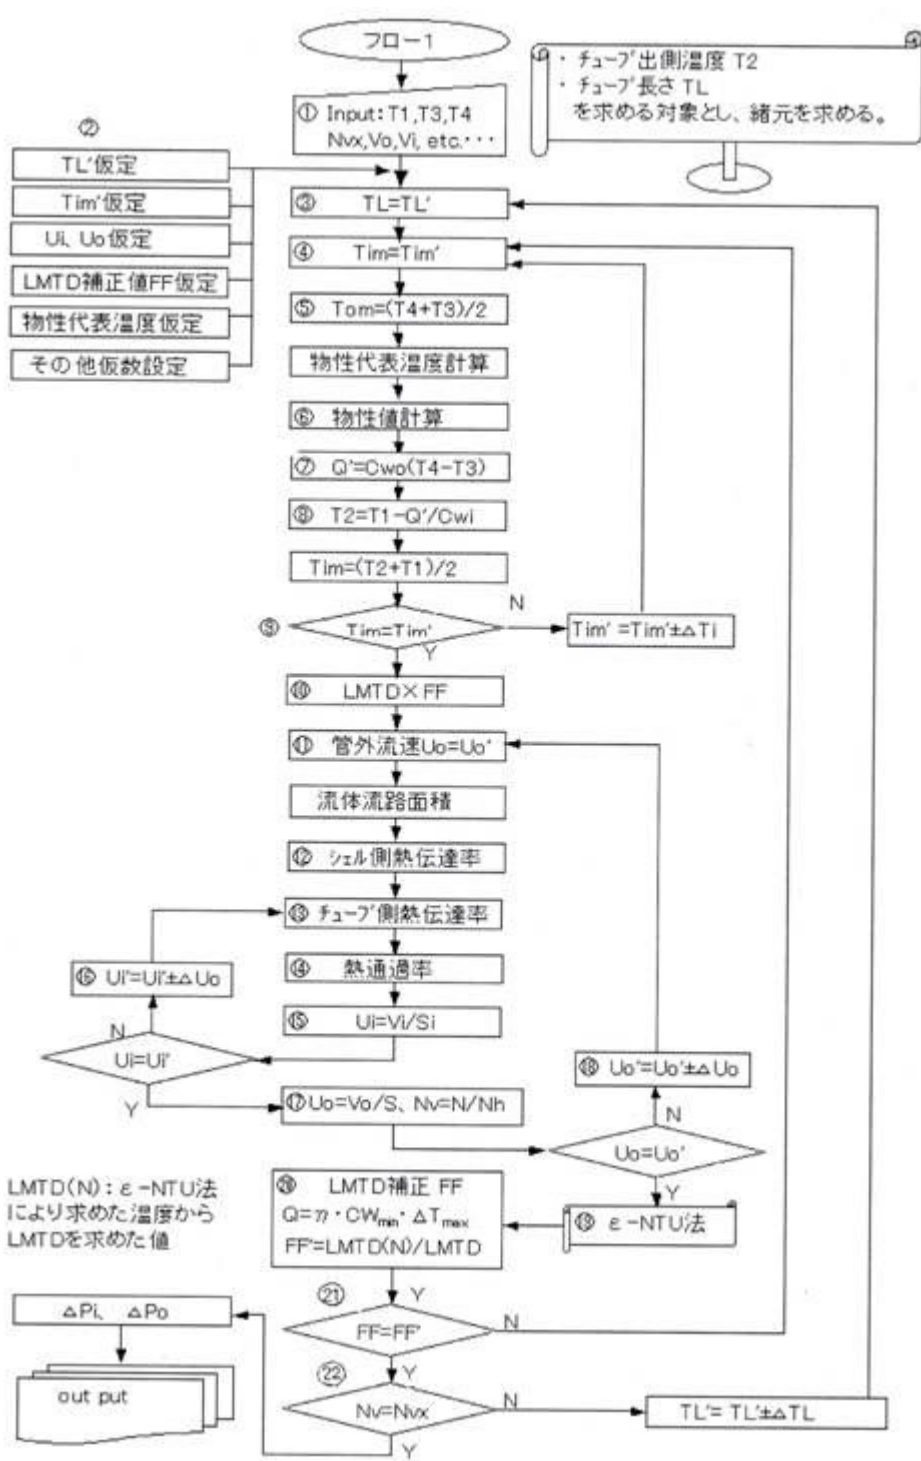 フロー1
・ チューブ出側温度 T2
・ チューブ長さ TL
を求める対象とし、緒元を求める。
① Input:T1,T3,T4
Nvx,Vo,Vi, etc.・・・
②
TL'仮定
Tim'仮定
Ui、Uo仮定
LMTD補正値FF仮定
物性代表温度仮定
その他仮数設定
③ TL=TL'
④ Tim=Tim'
⑤ Tom=(T4+T3)/2
物性代表温度計算
⑥ 物性値計算
⑦ Q'=Cwo(T4-T3)
⑧ T2=T1-Q'/Cwi
Tim=(T2+T1)/2
⑨ Tim=Tim'
N
Tim'=Tim'±△Ti
Y
⑩ LMTD×FF
⑪ 管外流速Uo=Uo'
流体流路面積
⑫ シェル側熱伝達率
⑬ チューブ側熱伝達率
⑭ 熱通過率
⑮ Ui=Vi/Si
⑯ Ui'=Ui'±△Uo
N
Ui=Ui'
Y
⑰ Uo=Vo/S、Nv=N/Nh
⑱ Uo'=Uo'±△Uo
N
Uo=Uo'
Y
⑲ ε-NTU法
LMTD(N):ε-NTU法
により求めた温度から
LMTDを求めた値
⑳ LMTD補正 FF
Q=η・CWmin・ΔTmax
FF'=LMTD(N)/LMTD
Y
㉑
FF=FF'
N
Y
㉒
Nv=Nvx
N
TL'= TL'±△TL
Y
△Pi、 △Po
out put